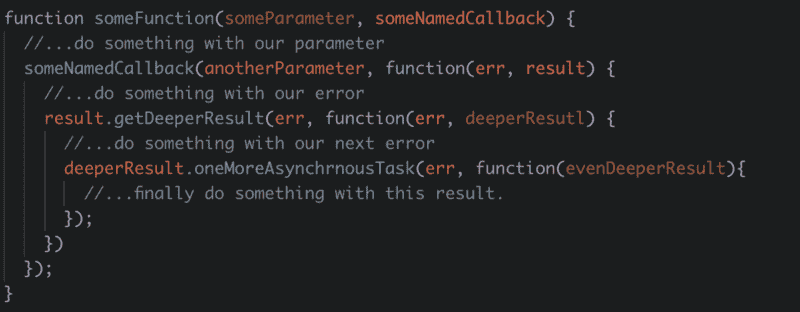 function someFunction(someParameter, someNamedCallback) {
//...do something with our parameter
someNamedCallback(anotherParameter, function(err, result) {
//...do something with our error
result.getDeeperResult(err, function(err, deeperResutl) {
//...do something with our next error
deeperResult.oneMoreAsynchrnousTask(err, function(evenDeeperResult){
//...finally do something with this result.
});
})
});
}